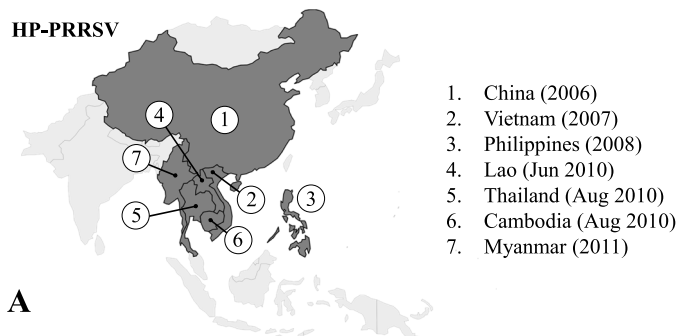 HP-PRRSV
1
2
3
4
5
6
7
1. China (2006)
2. Vietnam (2007)
3. Philippines (2008)
4. Lao (Jun 2010)
5. Thailand (Aug 2010)
6. Cambodia (Aug 2010)
7. Myanmar (2011)
A